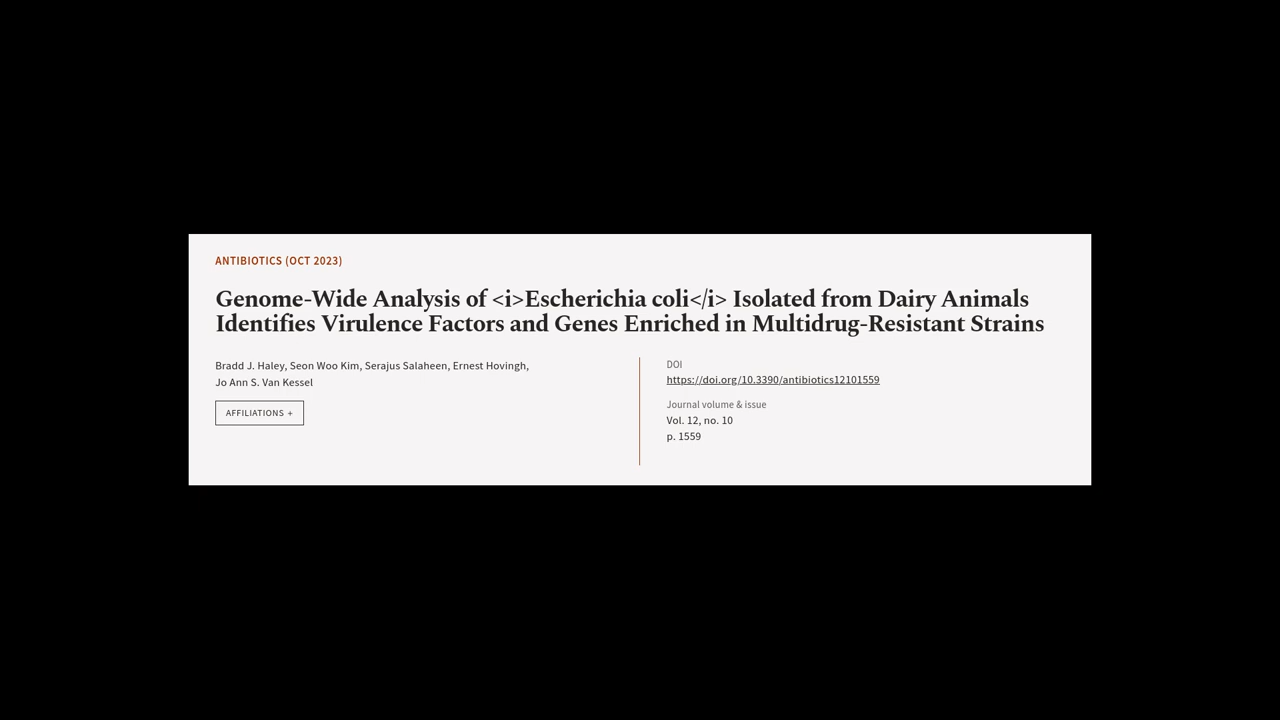 ANTIBIOTICS (OCT 2023)
Genome-Wide Analysis of <i>Escherichia coli</i> Isolated from Dairy Animals
Identifies Virulence Factors and Genes Enriched in Multidrug-Resistant Strains
Bradd J. Haley, Seon Woo Kim, Serajus Salaheen, Ernest Hovingh,
Jo Ann S. Van Kessel
AFFILIATIONS +
DOI
https://doi.org/10.3390/antibiotics12101559
Journal volume & issue
Vol. 12, no. 10
p. 1559